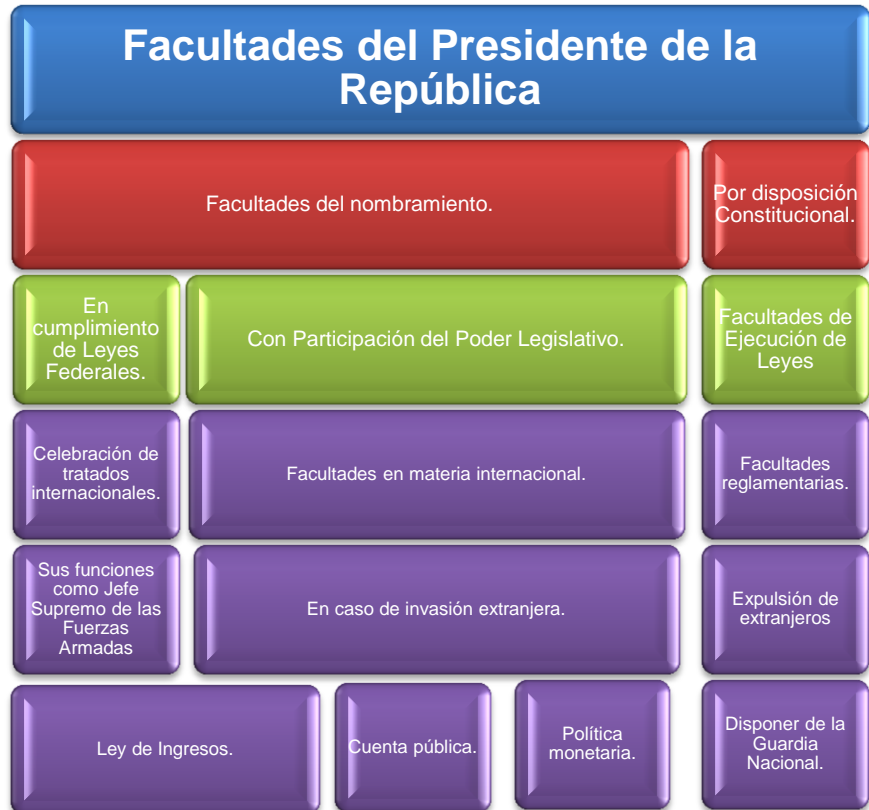 Facultades del Presidente de la
República
Facultades del nombramiento.
Por disposición
Constitucional.
En
cumplimiento
de Leyes
Federales.
Con Participación del Poder Legislativo.
Facultades de
Ejecución de
Leyes
Celebración de
tratados
internacionales.
Facultades en materia internacional.
Facultades
reglamentarias.
Sus funciones
como Jefe
Supremo de las
Fuerzas
Armadas
En caso de invasión extranjera.
Expulsión de
extranjeros
Ley de Ingresos.
Cuenta pública.
Política
monetaria.
Disponer de la
Guardia
Nacional.